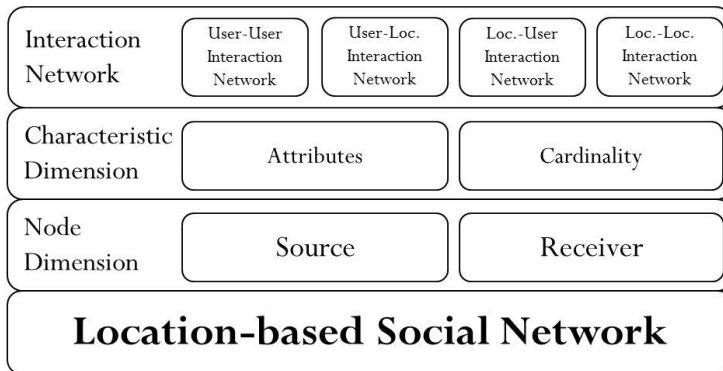 Interaction
Network
User-User
Interaction
Network
User-Loc.
Interaction
Network
Loc.-User
Interaction
Network
Loc.-Loc.
Interaction
Network
Characteristic
Dimension
Attributes
Cardinality
Node
Dimension
Source
Receiver
Location-based Social Network